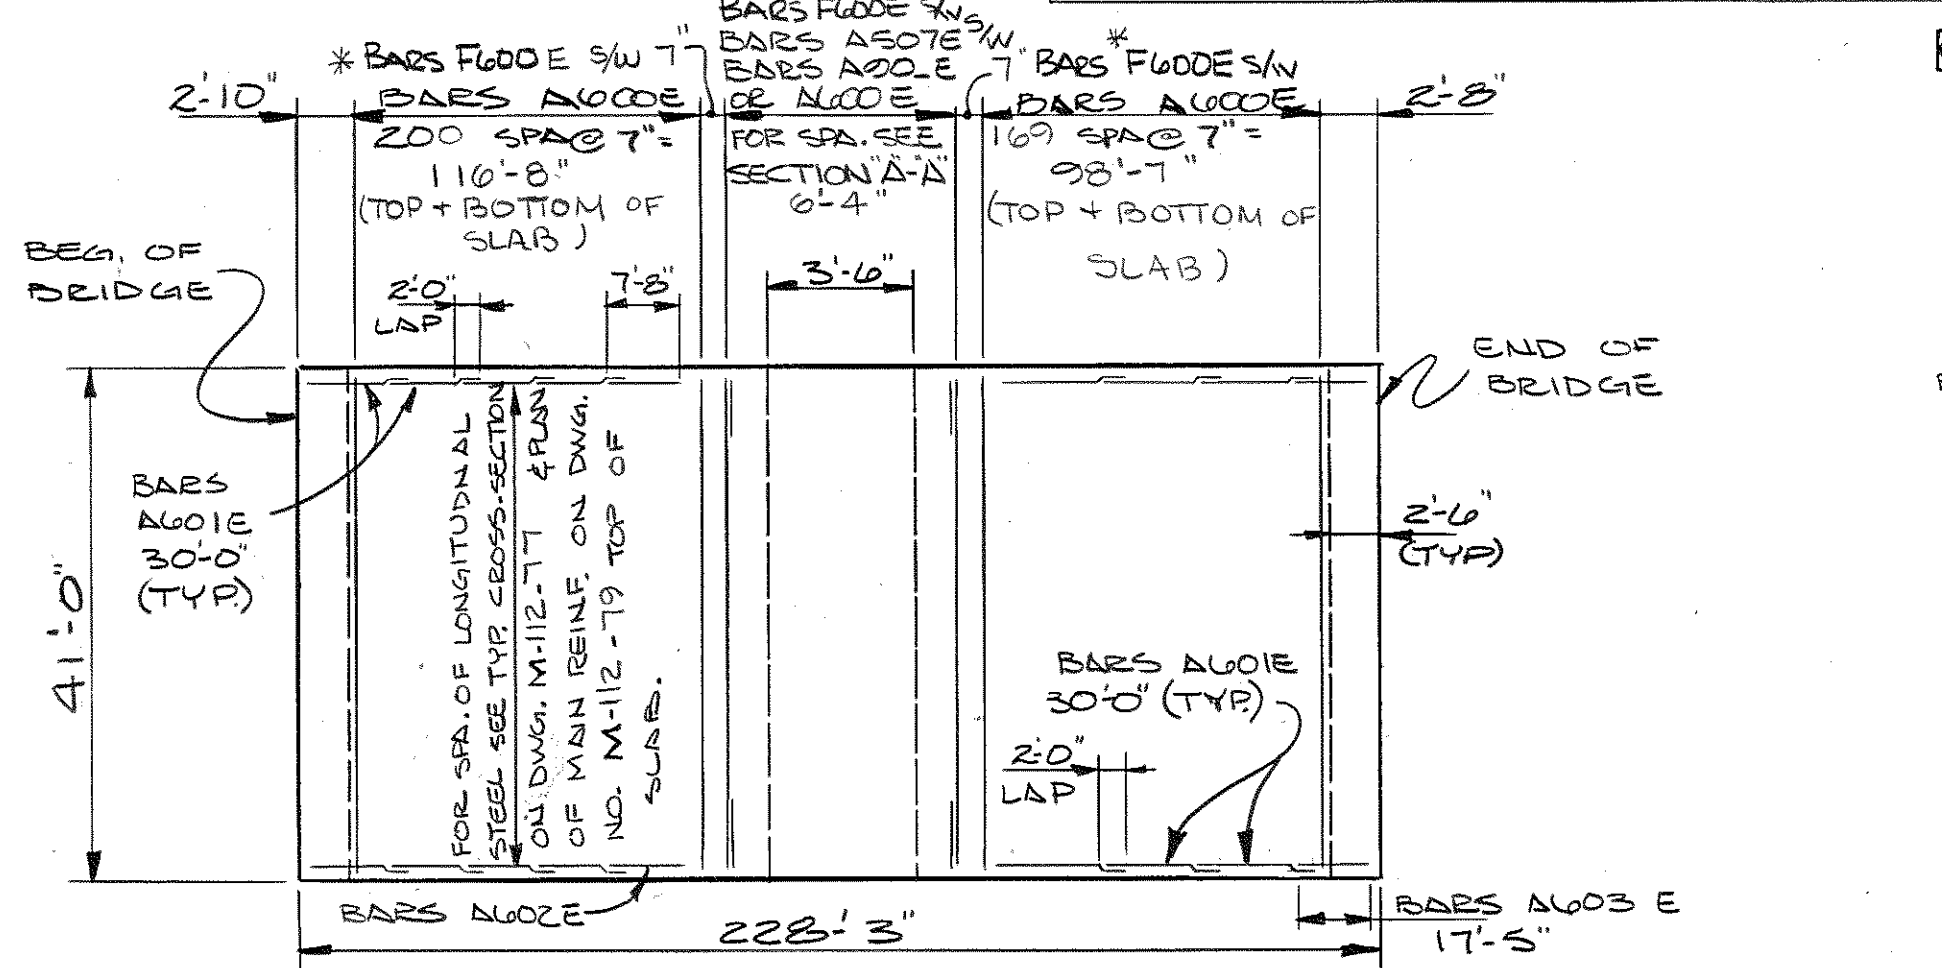 BARS F600E S/W
BARS A507E S/W
BARS A90_E
OR A600E
FOR SPA. SEE
SECTION "A-A"
6'-4"
* BARS F600E S/W 7"
BARS A600E
200 SPA @ 7" =
116'-8"
(TOP + BOTTOM OF
SLAB)
2'-10"
7" BARS * F600E S/W
BARS A600E
169 SPA @ 7" =
98'-7"
(TOP + BOTTOM OF
SLAB)
2'-8"
BEG. OF
BRIDGE
2'-0"
LAP
7'-8"
3'-6"
END OF
BRIDGE
BARS
A601E
30'-0"
(TYP.)
41'-0"
FOR SPA. OF LONGITUDNAL
STEEL SEE TYP. CROSS-SECTION
ON DWG. M-112-77 & PLAN
OF MAIN REINF. ON DWG.
NO. M-112-79 TOP OF
SLAB.
2'-6"
(TYP)
BARS A601E
30'-0" (TYP.)
2'-0"
LAP
BARS A602E
228'-3"
BARS A603E
17'-5"